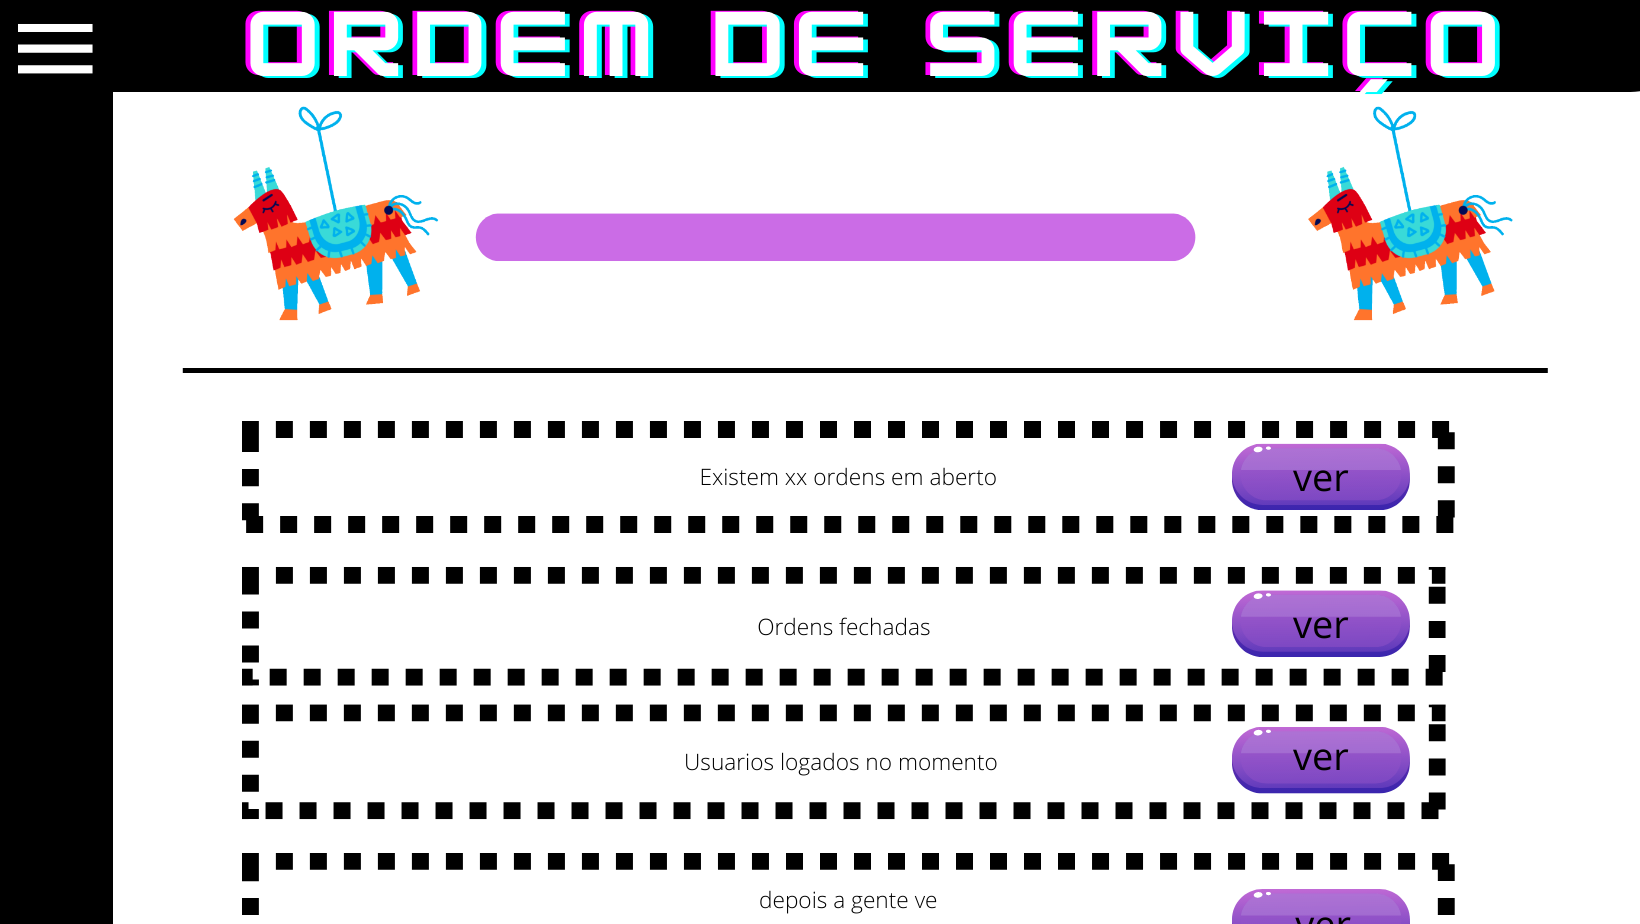 ORDEM DE SERVIÇO
Existem xx ordens em aberto
ver
Ordens fechadas
ver
Usuarios logados no momento
ver
depois a gente ve
ver